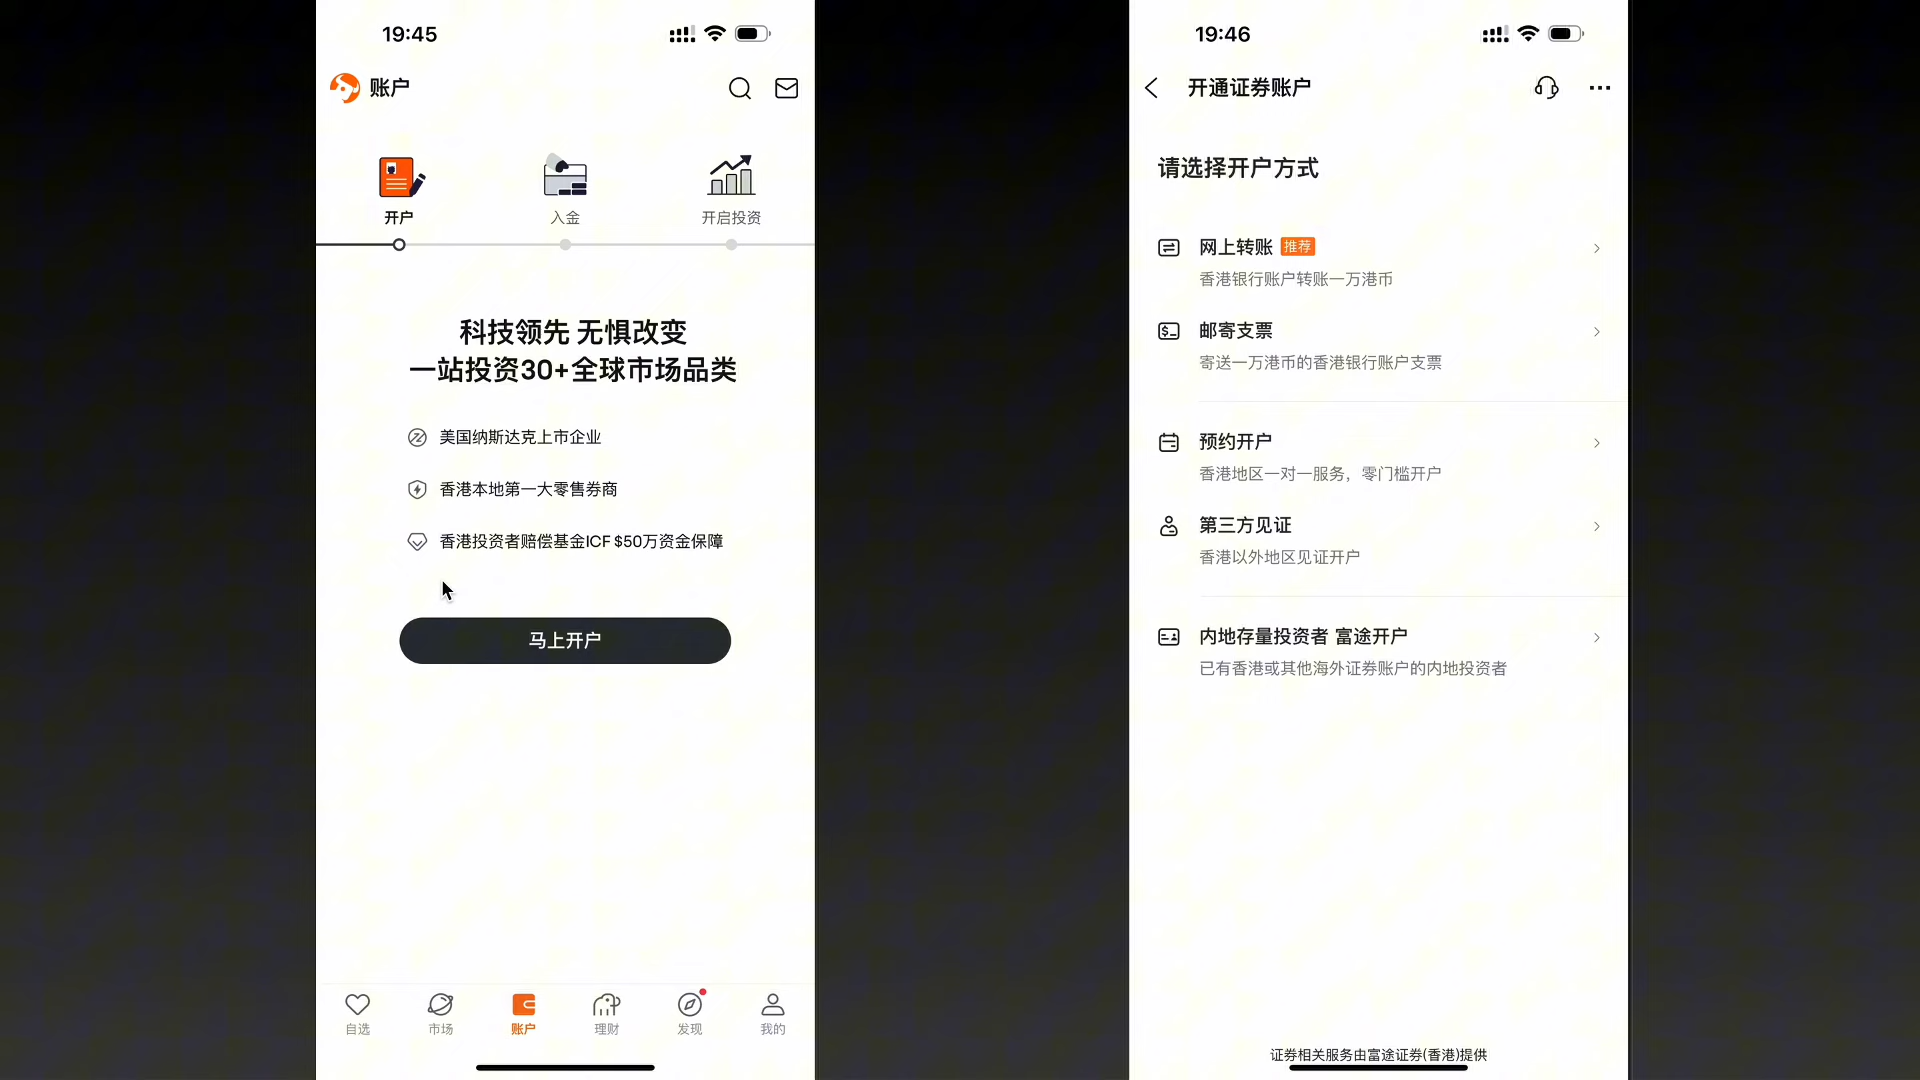 19:45
账户
开户
入金
开启投资
科技领先 无惧改变
一站投资30+全球市场品类
美国纳斯达克上市企业
香港本地第一大零售券商
香港投资者赔偿基金ICF $50万资金保障
马上开户
自选
市场
账户
理财
发现
我的
19:46
开通证券账户
请选择开户方式
网上转账 推荐
香港银行账户转账一万港币
邮寄支票
寄送一万港币的香港银行账户支票
预约开户
香港地区一对一服务，零门槛开户
第三方见证
香港以外地区见证开户
内地存量投资者 富途开户
已有香港或其他海外证券账户的内地投资者
证券相关服务由富途证券(香港)提供